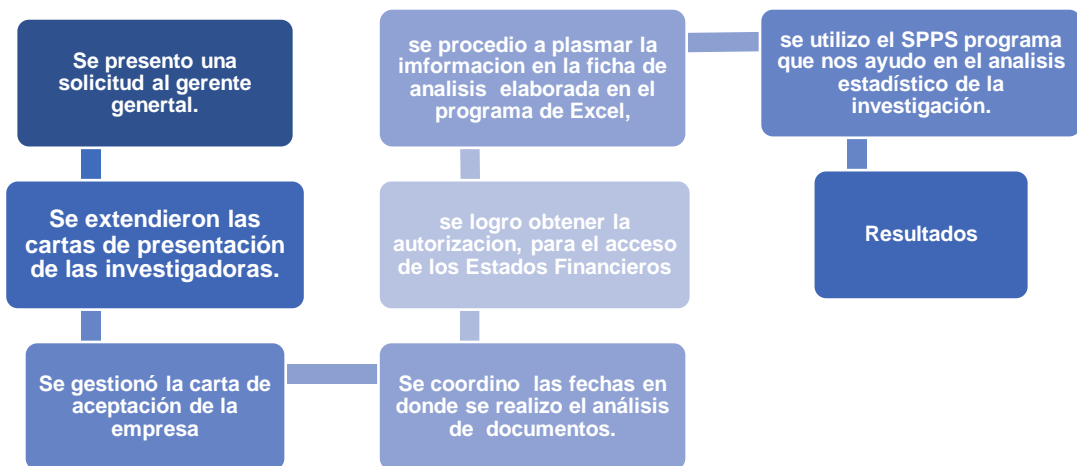 Se presento una
solicitud al gerente
genertal.
Se extendieron las
cartas de presentación
de las investigadoras.
Se gestionó la carta de
aceptación de la
empresa
Se coordino las fechas en
donde se realizo el análisis
de documentos.
se logro obtener la
autorizacion, para el acceso
de los Estados Financieros
se procedio a plasmar la
imformacion en la ficha de
analisis elaborada en el
programa de Excel,
se utilizo el SPPS programa
que nos ayudo en el analisis
estadístico de la
investigación.
Resultados